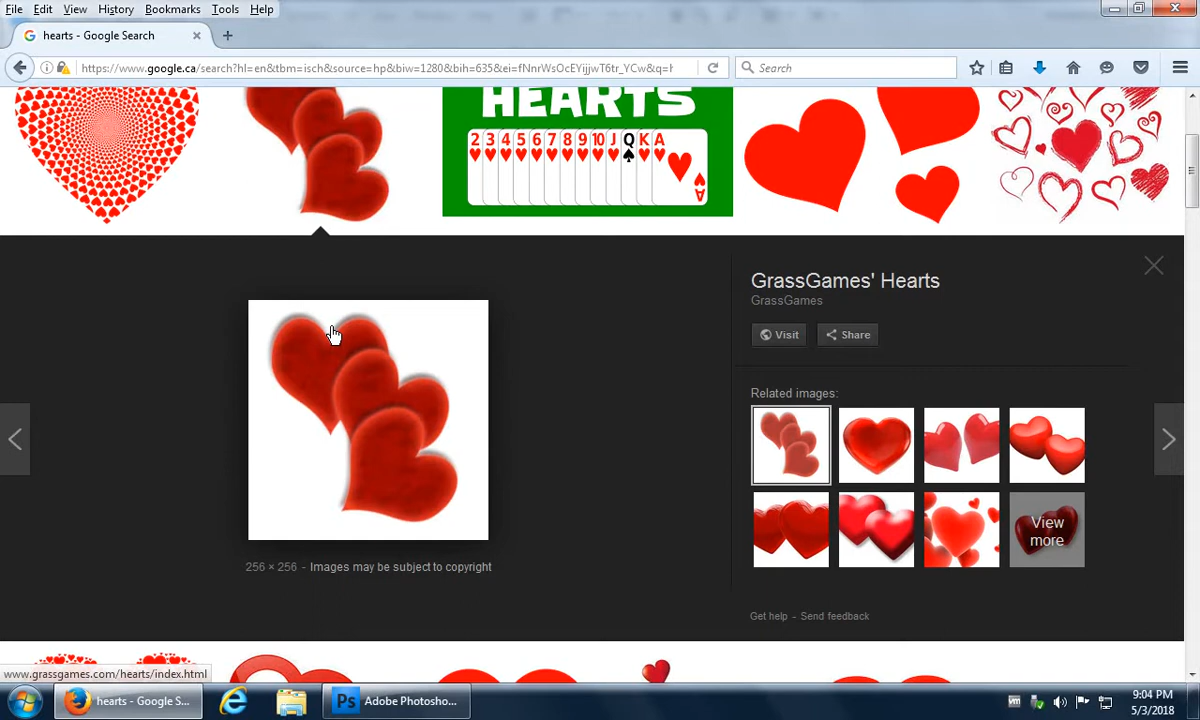 File Edit View History Bookmarks Tools Help
hearts - Google Search
https://www.google.ca/search?hl=en&tbm=isch&source=hp&biw=1280&bih=635&ei=fNnrWsOcEYijjwT6tr_YCw&q=h
Search
HEARTS
2 3 4 5 6 7 8 9 10 J Q K A
A
GrassGames' Hearts
GrassGames
Visit Share
Related images:
View
more
256 × 256 - Images may be subject to copyright
Get help - Send feedback
www.grassgames.com/hearts/index.html
hearts - Google S...
Ps Adobe Photosho...
9:04 PM
5/3/2018